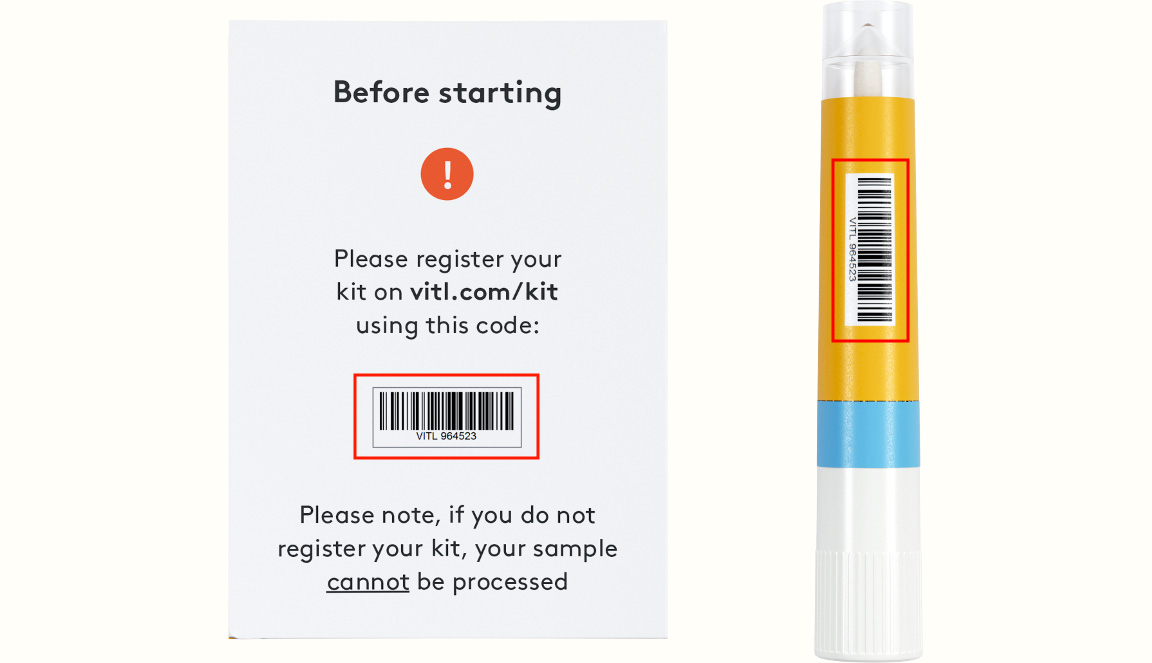 Before starting
!
Please register your
kit on vitl.com/kit
using this code:
VITL 964523
Please note, if you do not
register your kit, your sample
cannot be processed
VITL 964523